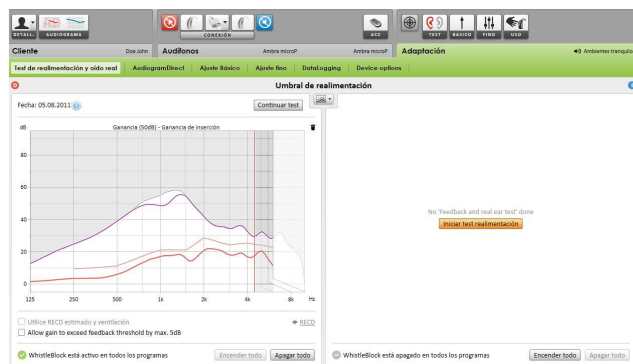 DETALL.
AUDIOGRAMA
CONEXIÓN
ACC
TEST
BÁSICO
FINO
USO
Cliente
Doe John
Audífonos
Ambra microP
Ambra microP
Adaptación
Ambientes tranquilo
Test de realimentación y oído real
AudiogramDirect
Ajuste Básico
Ajuste fino
DataLogging
Device options
Umbral de realimentación
Fecha: 05.08.2011
Continuar test
dB
Ganancia (50dB) - Ganancia de inserción
80
60
40
20
0
125 250 500 1k 2k 4k 8k Hz
No 'Feedback and real ear test' done
Iniciar test realimentación
Utilice RECD estimado y ventilación
RECD
Allow gain to exceed feedback threshold by max. 5dB
WhistleBlock está activo en todos los programas
Encender todo
Apagar todo
WhistleBlock está apagado en todos los programas
Encender todo
Apagar todo